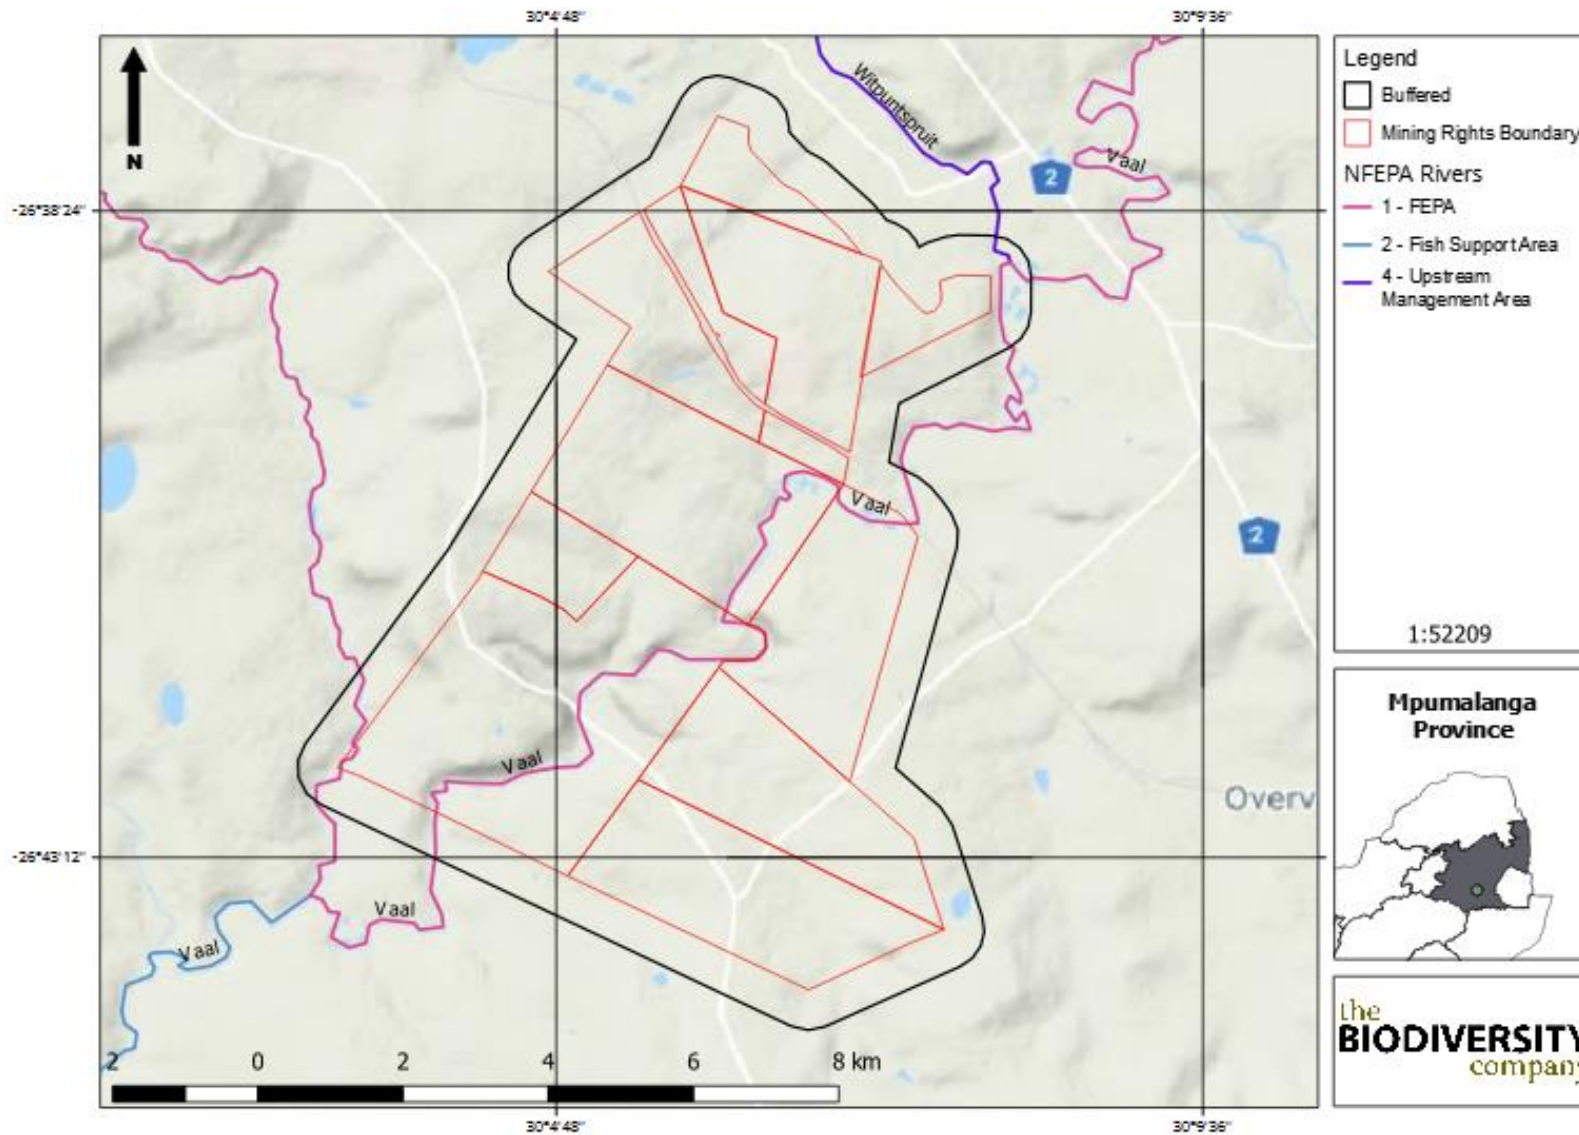 30°4'48"
30°9'36"
-26°38'24"
-26°43'12"
N
Witpuntspruit
2
Vaal
Vaal
2
Vaal
Vaal
Vaal
Overv
2 0 2 4 6 8 km
30°4'48"
30°9'36"
Legend
Buffered
Mining Rights Boundary
NFEPA Rivers
1 - FEPA
2 - Fish Support Area
4 - Upstream
Management Area
1:52209
Mpumalanga
Province
the
BIODIVERSITY
company